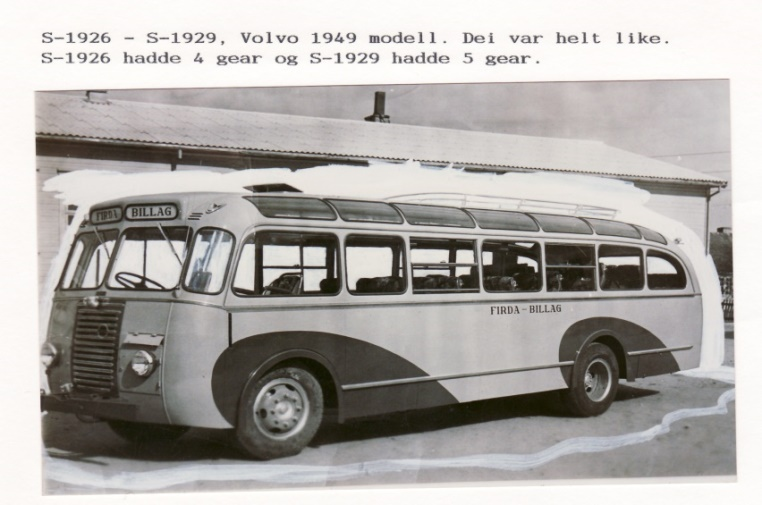 S-1926 - S-1929, Volvo 1949 modell. Dei var helt like.
S-1926 hadde 4 gear og S-1929 hadde 5 gear.
FIRDA BILLAG
FIRDA - BILLAG